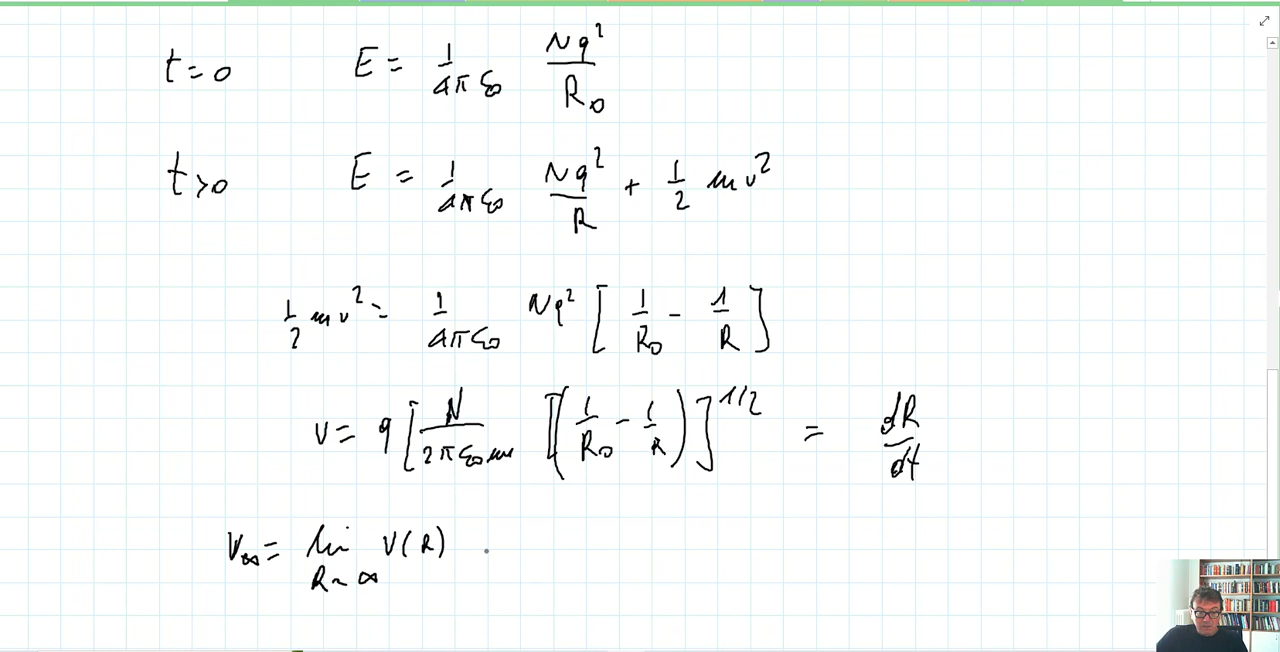 t=0 E = 1/4πε₀ Nq²/R₀
t>0 E = 1/4πε₀ Nq²/R + 1/2 mv²
1/2 mv² = 1/4πε₀ Nq² [1/R₀ - 1/R]
v = q [N/2πε₀m [(1/R₀ - 1/R)]^1/2 = dR/dt
v∞ = lim R→∞ v(R)